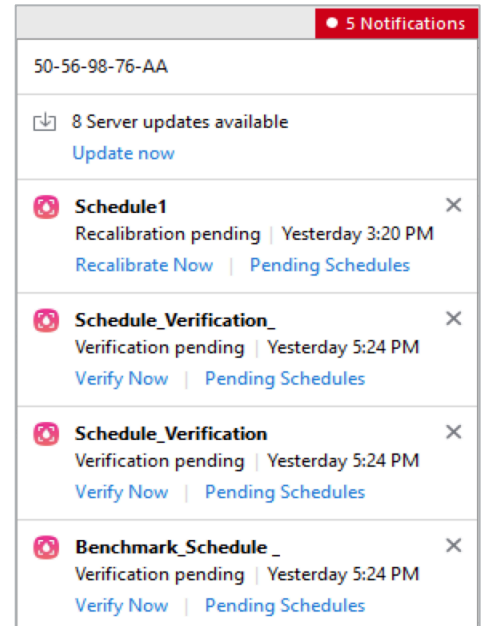 5 Notifications
50-56-98-76-AA
8 Server updates available
Update now
Schedule1
Recalibration pending | Yesterday 3:20 PM
Recalibrate Now | Pending Schedules
Schedule_Verification_
Verification pending | Yesterday 5:24 PM
Verify Now | Pending Schedules
Schedule_Verification
Verification pending | Yesterday 5:24 PM
Verify Now | Pending Schedules
Benchmark_Schedule _
Verification pending | Yesterday 5:24 PM
Verify Now | Pending Schedules